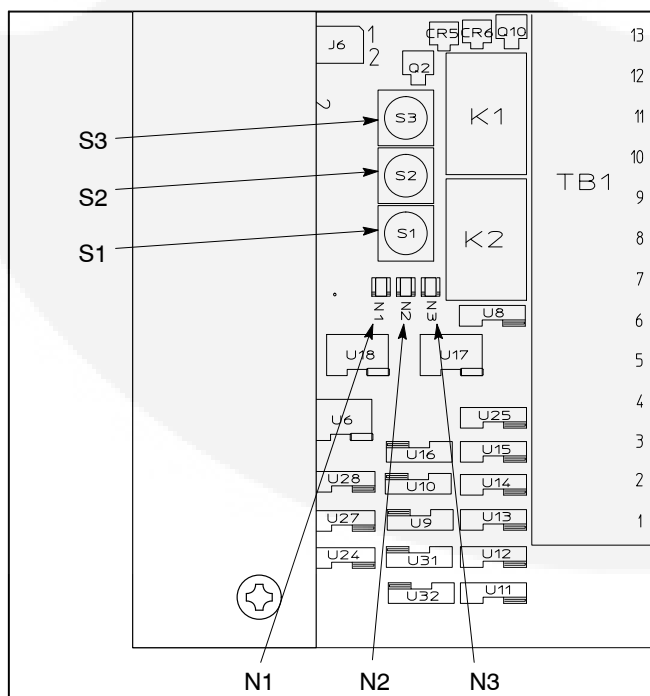 CR5 CR6 Q10
J6 1
2
Q2
2
S3
S2
S1
S3
S2
S1
K1
K2
TB1
13
12
11
10
9
8
7
6
5
4
3
2
1
N1 N2 N3
U8
U18 U17
U6 U25
U16 U15
U28 U10 U14
U27 U9 U13
U24 U31 U12
U32 U11
N1 N2 N3